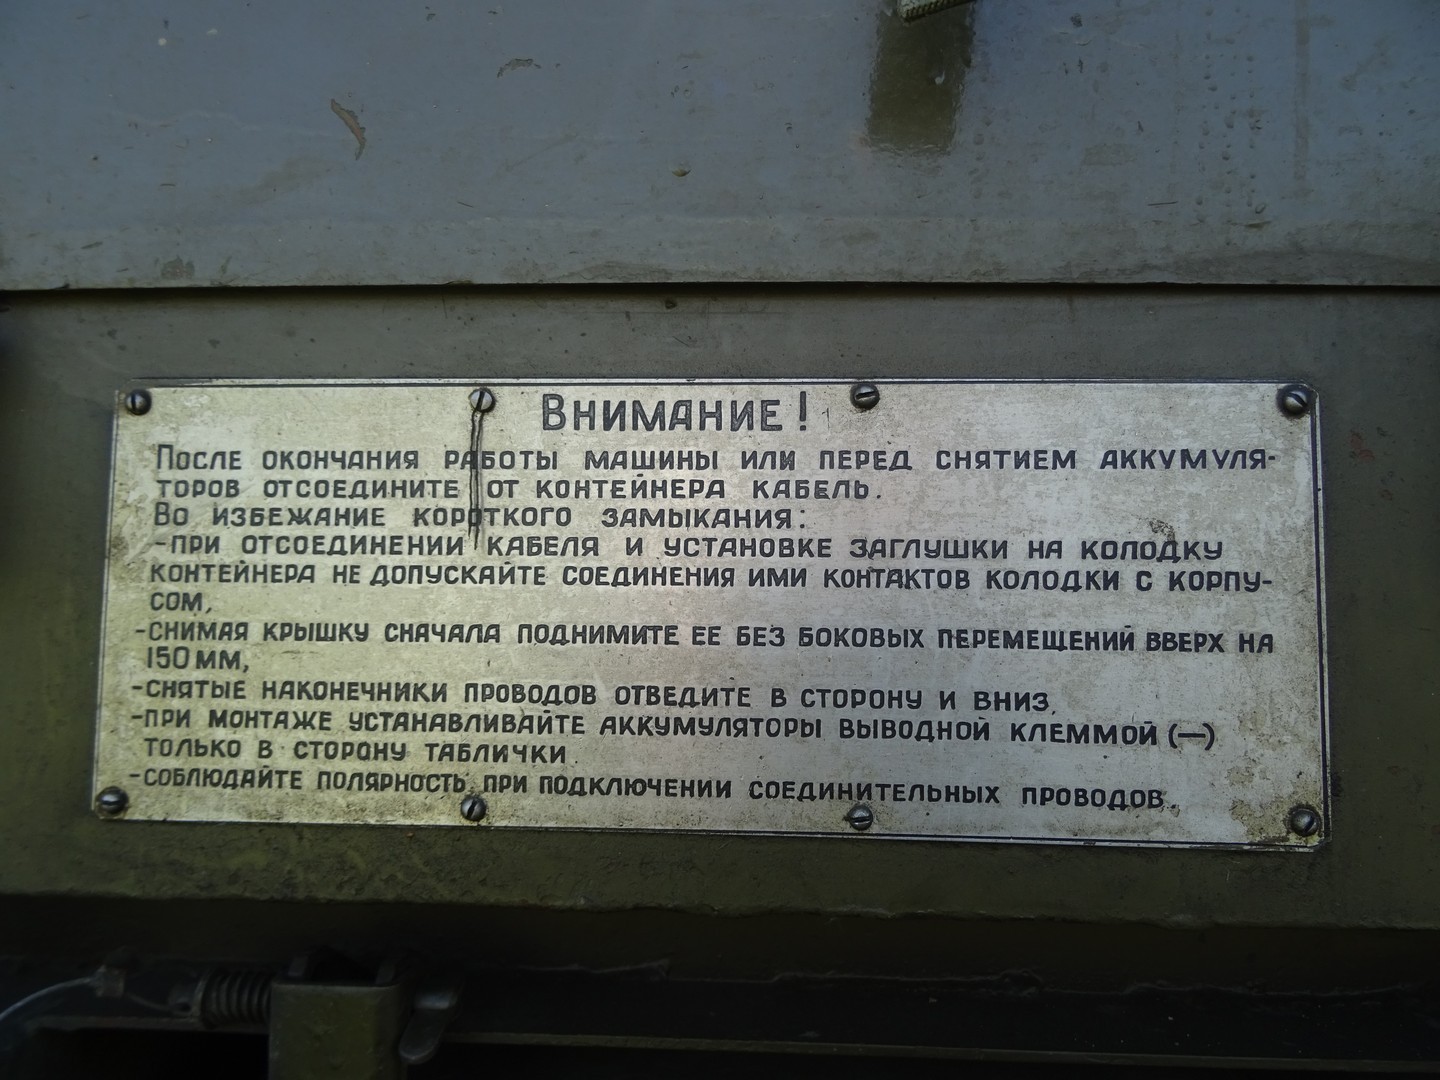 Внимание!
После окончания работы машины или перед снятием аккумуля-
торов отсоедините от контейнера кабель.
Во избежание короткого замыкания:
-при отсоединении кабеля и установке заглушки на колодку
контейнера не допускайте соединения ими контактов колодки с корпу-
сом,
-снимая крышку сначала поднимите ее без боковых перемещений вверх на
150 мм,
-снятые наконечники проводов отведите в сторону и вниз,
-при монтаже устанавливайте аккумуляторы выводной клеммой (—)
только в сторону таблички.
-соблюдайте полярность при подключении соединительных проводов.